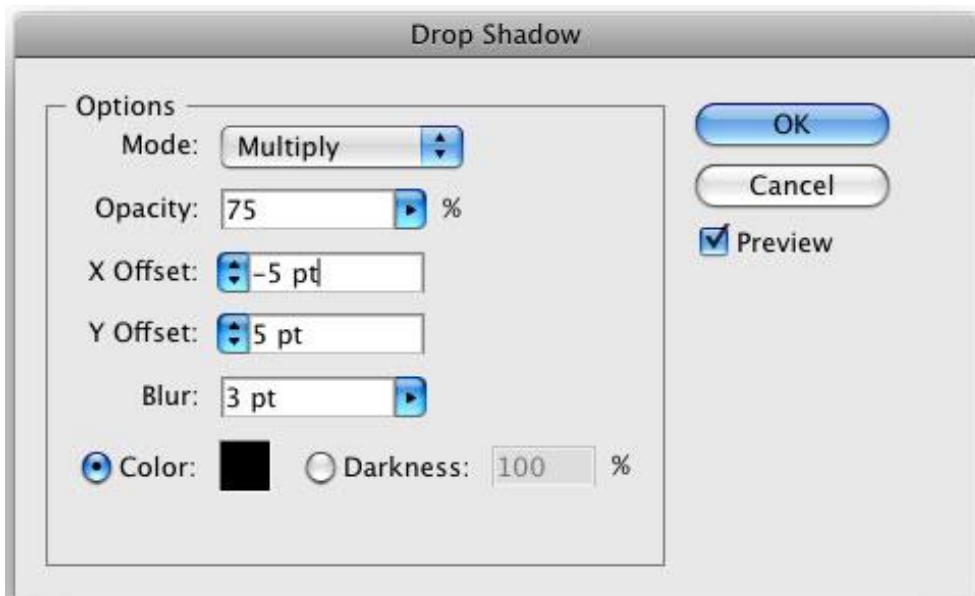 Drop Shadow
Options
Mode: Multiply
OK
Opacity: 75 %
Cancel
Preview
X Offset: -5 pt
Y Offset: 5 pt
Blur: 3 pt
Color: Darkness: 100 %